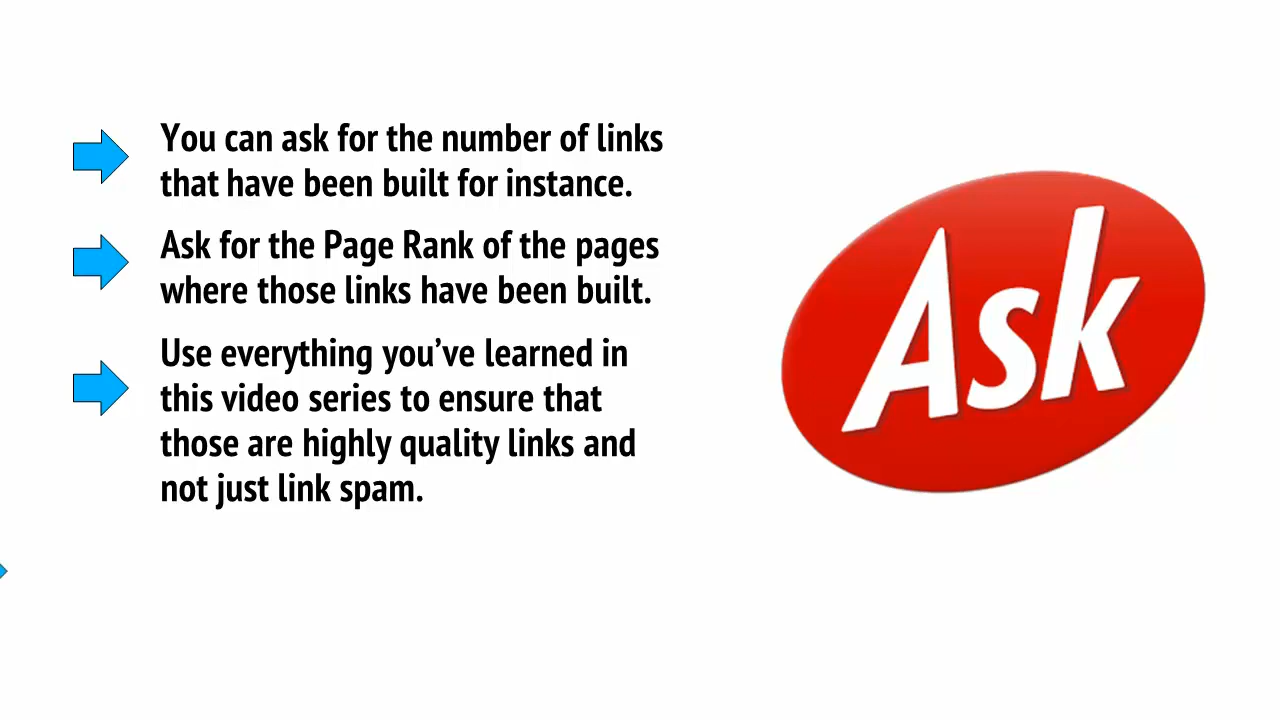 You can ask for the number of links
that have been built for instance.
Ask for the Page Rank of the pages
where those links have been built.
Use everything you’ve learned in
this video series to ensure that
those are highly quality links and
not just link spam.
Ask